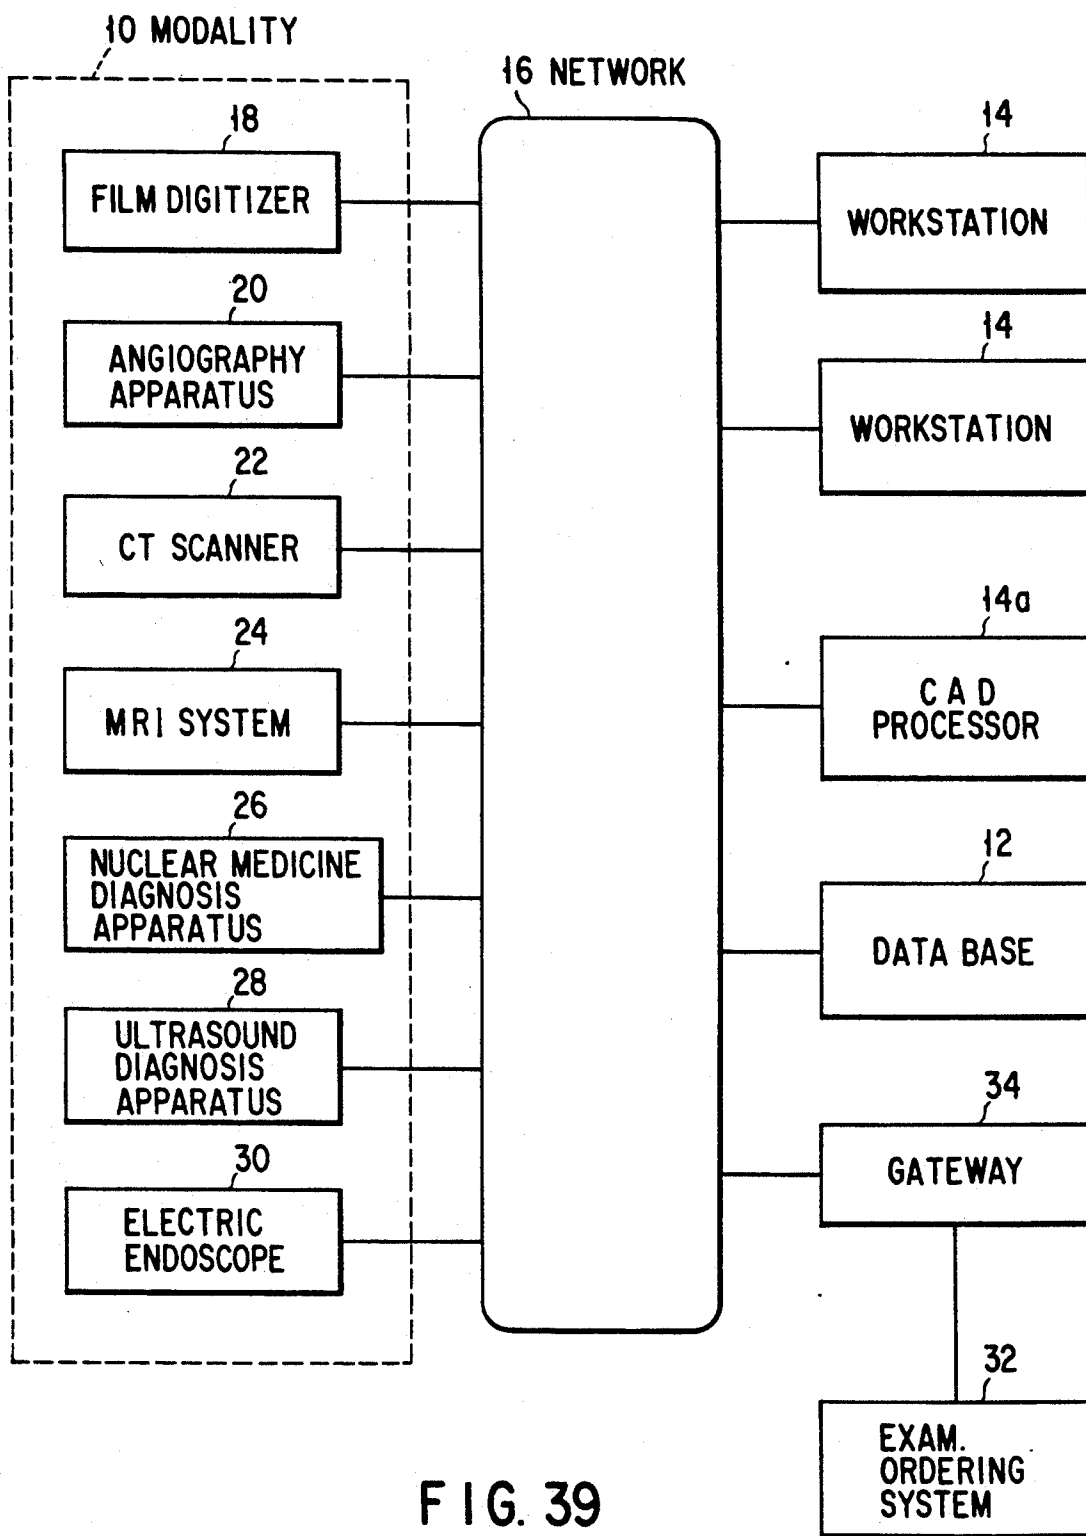 10 MODALITY
16 NETWORK
18
FILM DIGITIZER
20
ANGIOGRAPHY
APPARATUS
22
CT SCANNER
24
MRI SYSTEM
26
NUCLEAR MEDICINE
DIAGNOSIS
APPARATUS
28
ULTRASOUND
DIAGNOSIS
APPARATUS
30
ELECTRIC
ENDOSCOPE
14
WORKSTATION
14
WORKSTATION
14a
CAD
PROCESSOR
12
DATA BASE
34
GATEWAY
32
EXAM.
ORDERING
SYSTEM
FIG. 39